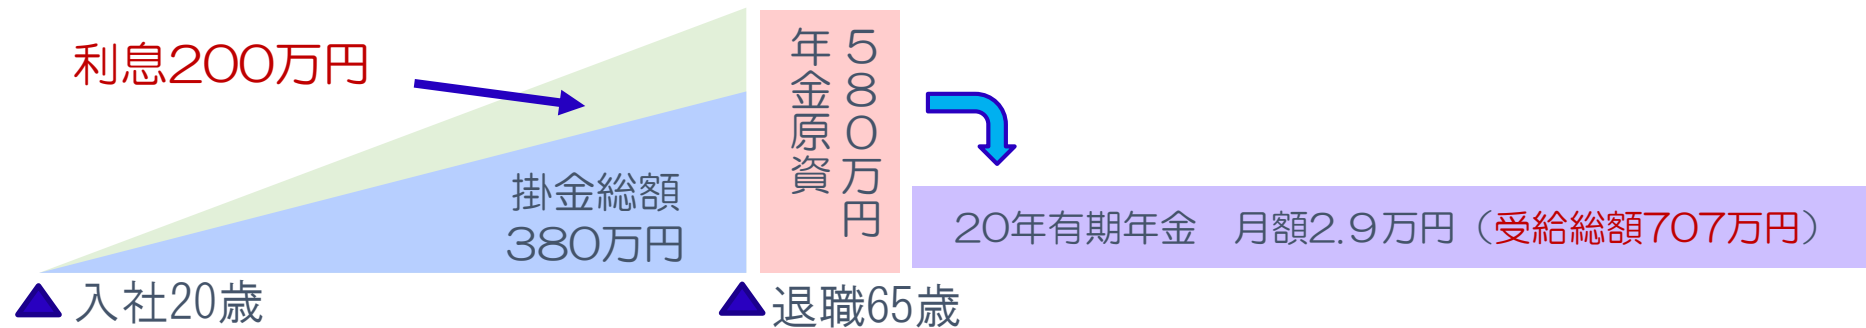 利息200万円
掛金総額
380万円
580万円
年金原資
20年有期年金　月額2.9万円（受給総額707万円）
入社20歳
退職65歳